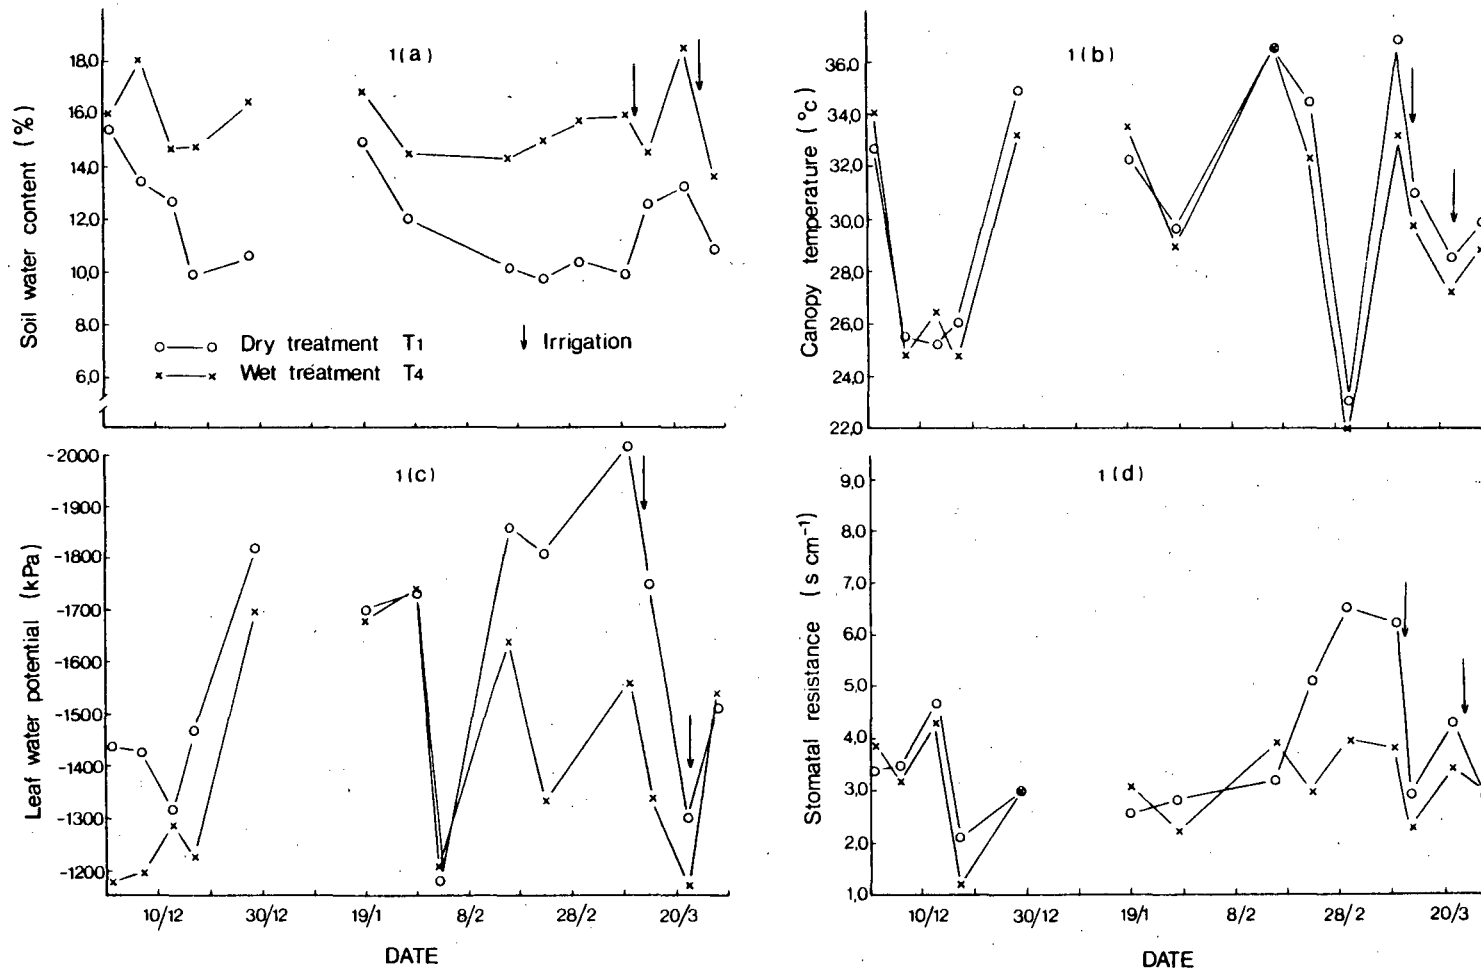 1(a)
Soil water content (%)
18,0
16,0
14,0
12,0
10,0
8,0
6,0
Dry treatment T1
Wet treatment T4
Irrigation
1(b)
Canopy temperature (°c)
36,0
34,0
32,0
30,0
28,0
26,0
24,0
22,0
1(c)
Leaf water potential (kPa)
-2000
-1900
-1800
-1700
-1600
-1500
-1400
-1300
-1200
10/12 30/12 19/1 8/2 28/2 20/3
DATE
1(d)
Stomatal resistance (s cm⁻¹)
9,0
8,0
7,0
6,0
5,0
4,0
3,0
2,0
1,0
10/12 30/12 19/1 8/2 28/2 20/3
DATE